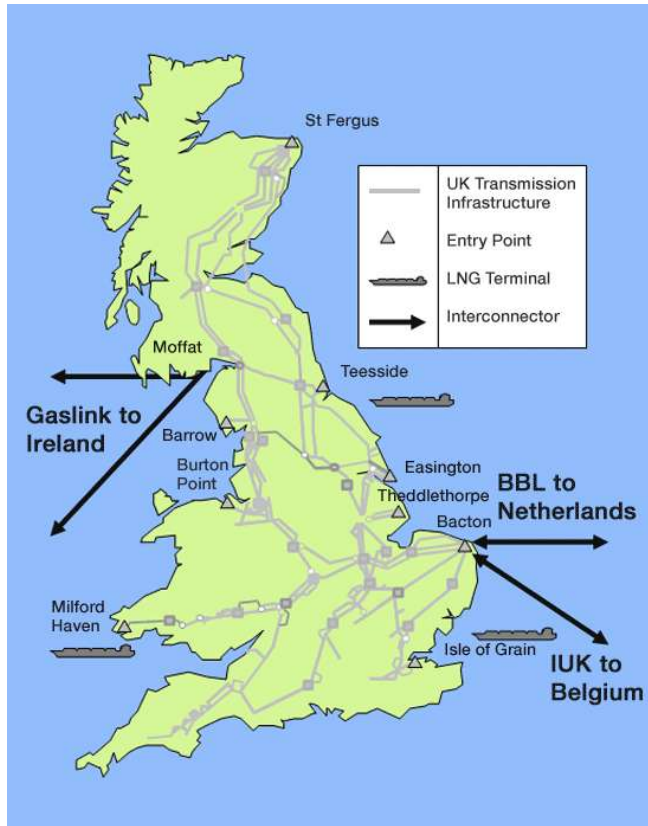 St Fergus
UK Transmission
Infrastructure
Entry Point
LNG Terminal
Interconnector
Moffat
Teesside
Gaslink to
Ireland
Barrow
Burton
Point
Easington
Theddlethorpe
Bacton
BBL to
Netherlands
Milford
Haven
Isle of Grain
IUK to
Belgium